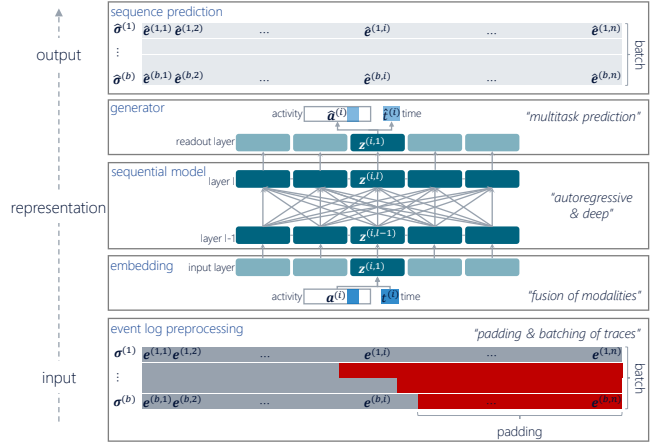 sequence prediction
σ̂⁽¹⁾ ê⁽¹,¹⁾ ê⁽¹,²⁾ ... ê⁽¹,ⁱ⁾ ... ê⁽¹,ⁿ⁾
⋮
σ̂⁽ᵇ⁾ ê⁽ᵇ,¹⁾ ê⁽ᵇ,²⁾ ... ê⁽ᵇ,ⁱ⁾ ... ê⁽ᵇ,ⁿ⁾
batch
output
generator
activity â⁽ⁱ⁾ t̂⁽ⁱ⁾ time
"multitask prediction"
readout layer z⁽ⁱ,¹⁾
sequential model
layer l z⁽ⁱ,ˡ⁾
representation
"autoregressive
& deep"
layer l-1 z⁽ⁱ,ˡ⁻¹⁾
embedding
input layer z⁽ⁱ,¹⁾
activity a⁽ⁱ⁾ t⁽ⁱ⁾ time
"fusion of modalities"
event log preprocessing
"padding & batching of traces"
σ⁽¹⁾ e⁽¹,¹⁾ e⁽¹,²⁾ ... e⁽¹,ⁱ⁾ ... e⁽¹,ⁿ⁾
⋮
input
σ⁽ᵇ⁾ e⁽ᵇ,¹⁾ e⁽ᵇ,²⁾ ... e⁽ᵇ,ⁱ⁾ ... e⁽ᵇ,ⁿ⁾
batch
padding